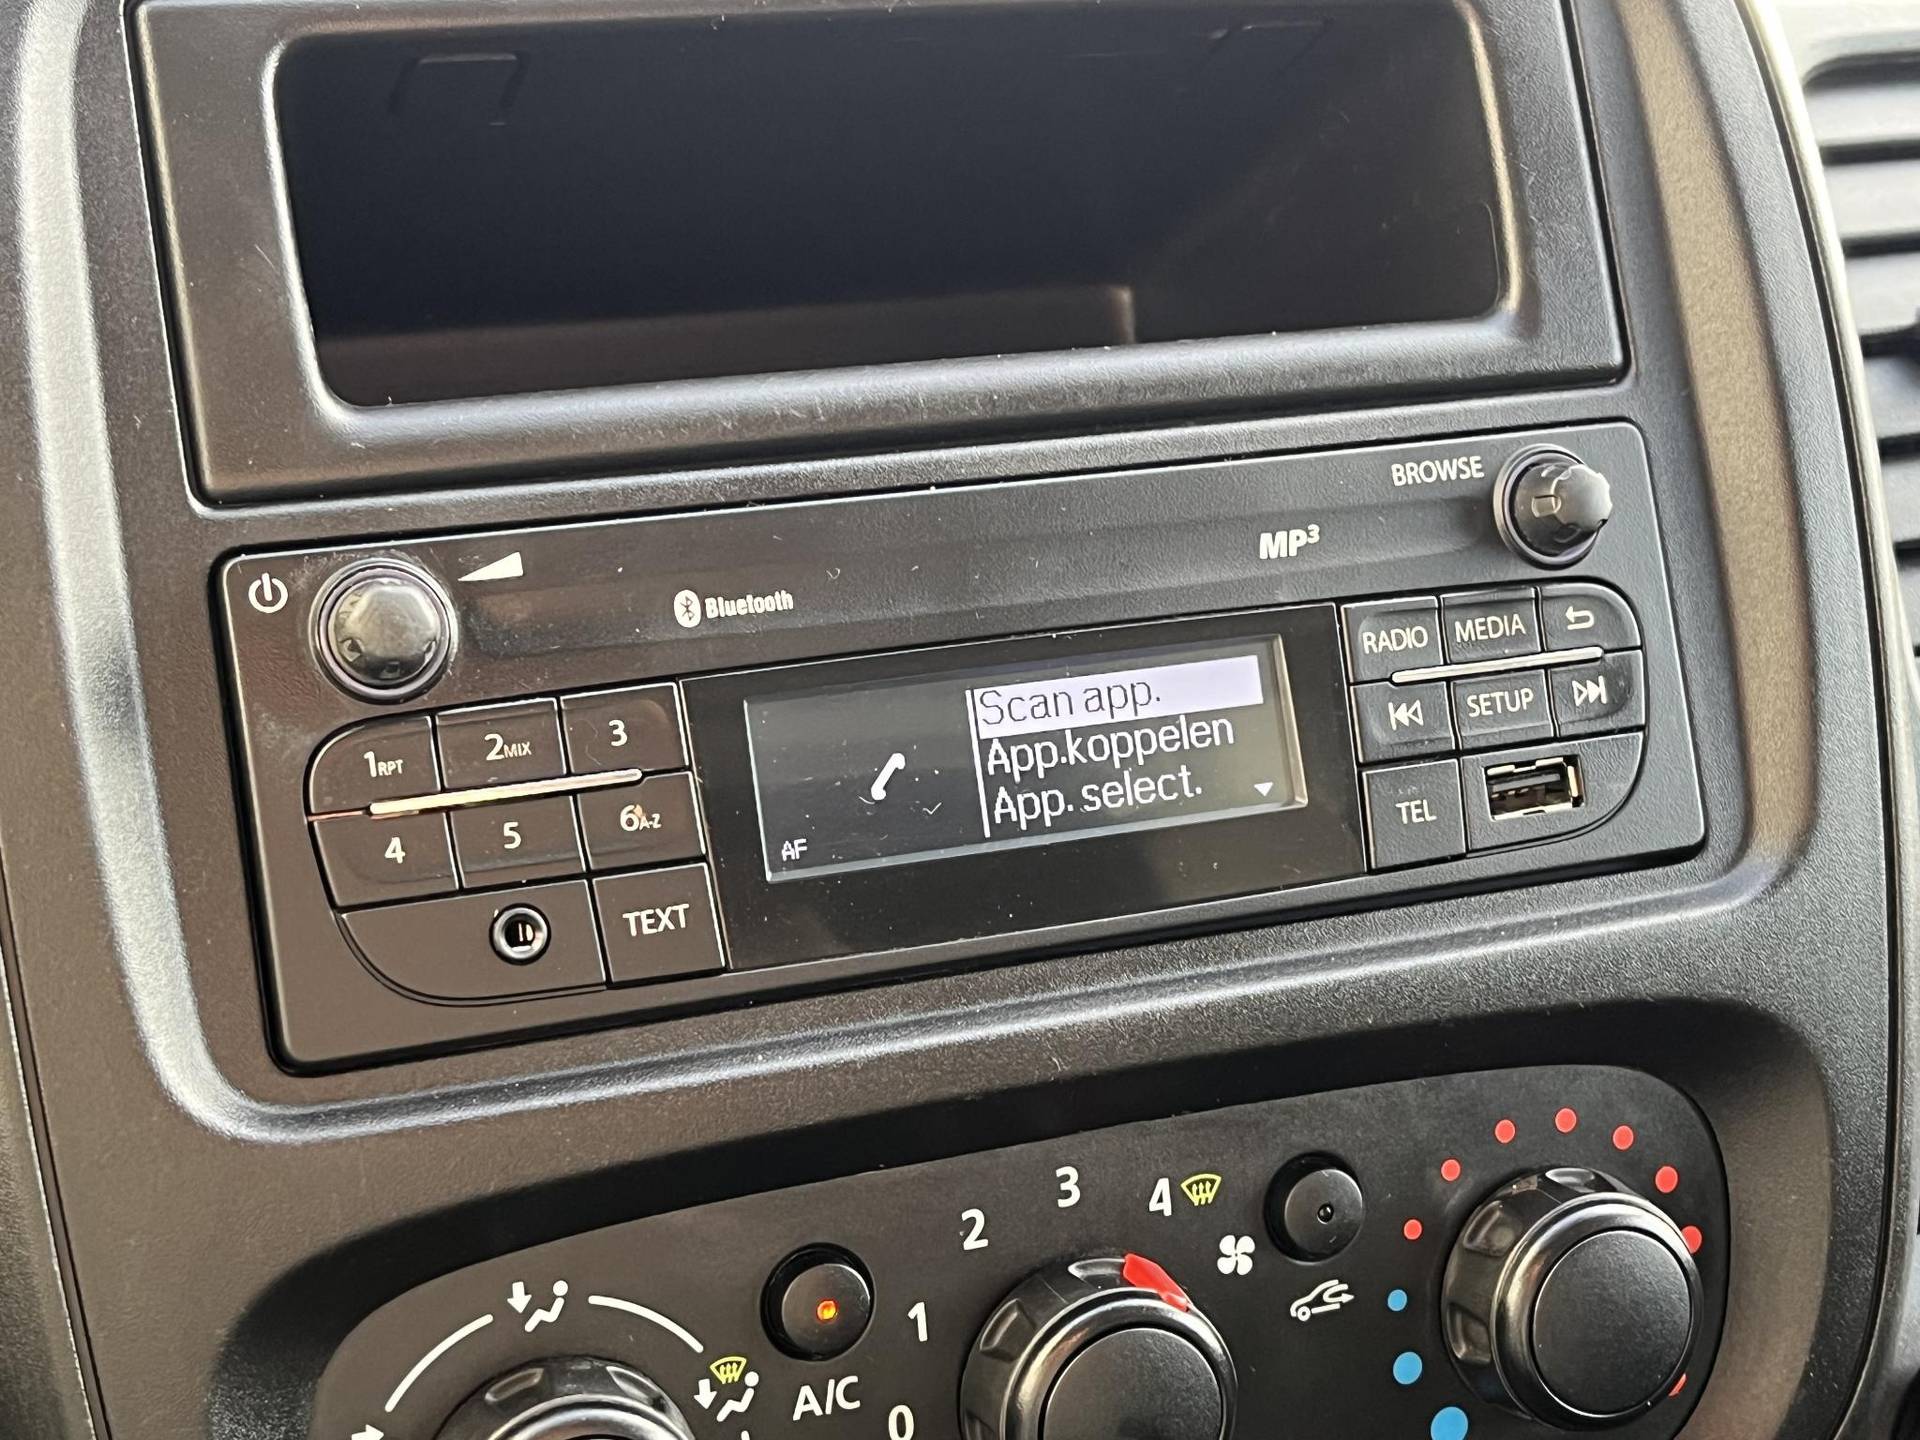 BROWSE
MP3
Bluetooth
RADIO
MEDIA
SETUP
TEL
1RPT
2MIX
3
4
5
6A-Z
TEXT
Scan app.
App.koppelen
App. select.
AF
0
1
2
3
4
A/C